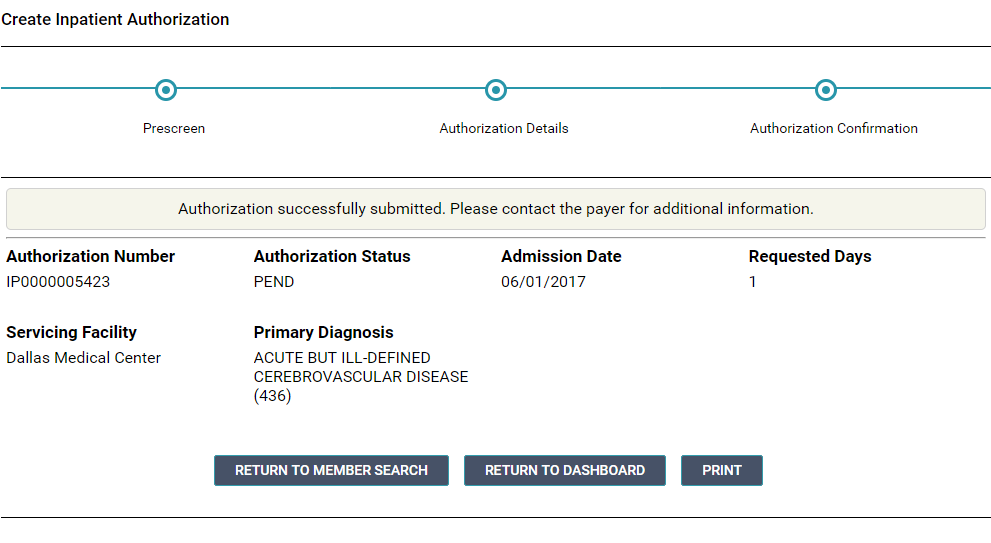 Create Inpatient Authorization
Prescreen
Authorization Details
Authorization Confirmation
Authorization successfully submitted. Please contact the payer for additional information.
Authorization Number
Authorization Status
Admission Date
Requested Days
IP0000005423
PEND
06/01/2017
1
Servicing Facility
Primary Diagnosis
Dallas Medical Center
ACUTE BUT ILL-DEFINED
CEREBROVASCULAR DISEASE
(436)
RETURN TO MEMBER SEARCH
RETURN TO DASHBOARD
PRINT